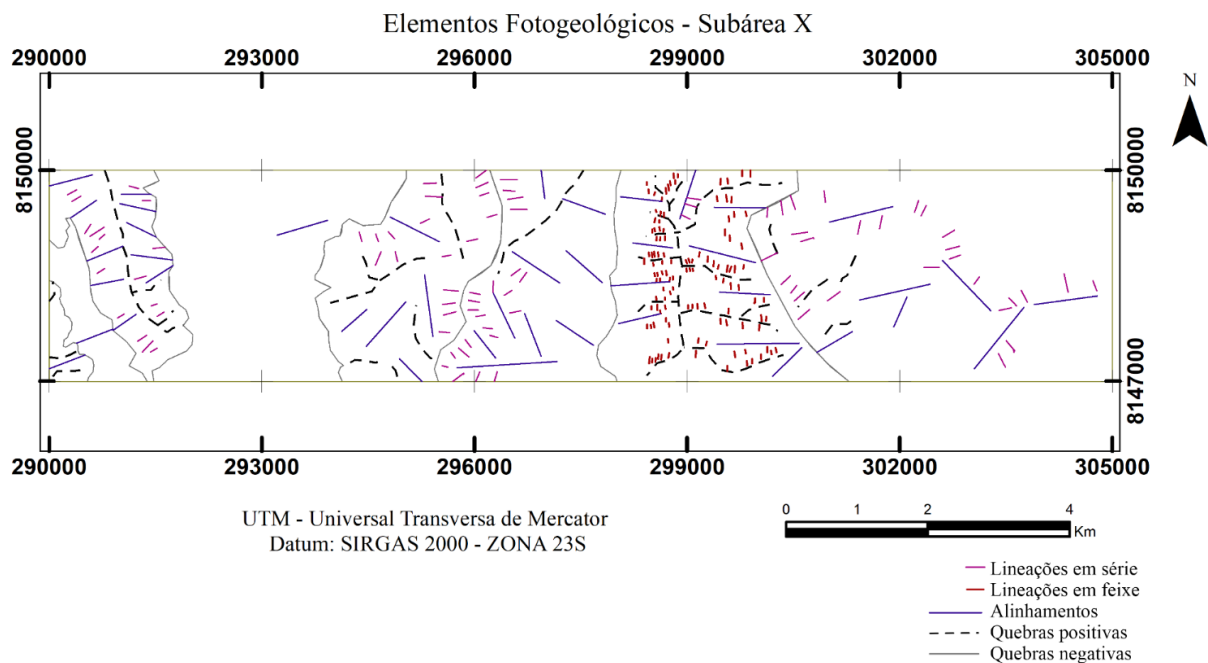 Elementos Fotogeológicos - Subárea X
290000 293000 296000 299000 302000 305000
N
8150000 8150000
8147000 8147000
290000 293000 296000 299000 302000 305000
UTM - Universal Transversa de Mercator
Datum: SIRGAS 2000 - ZONA 23S
0 1 2 4
Km
Lineações em série
Lineações em feixe
Alinhamentos
Quebras positivas
Quebras negativas